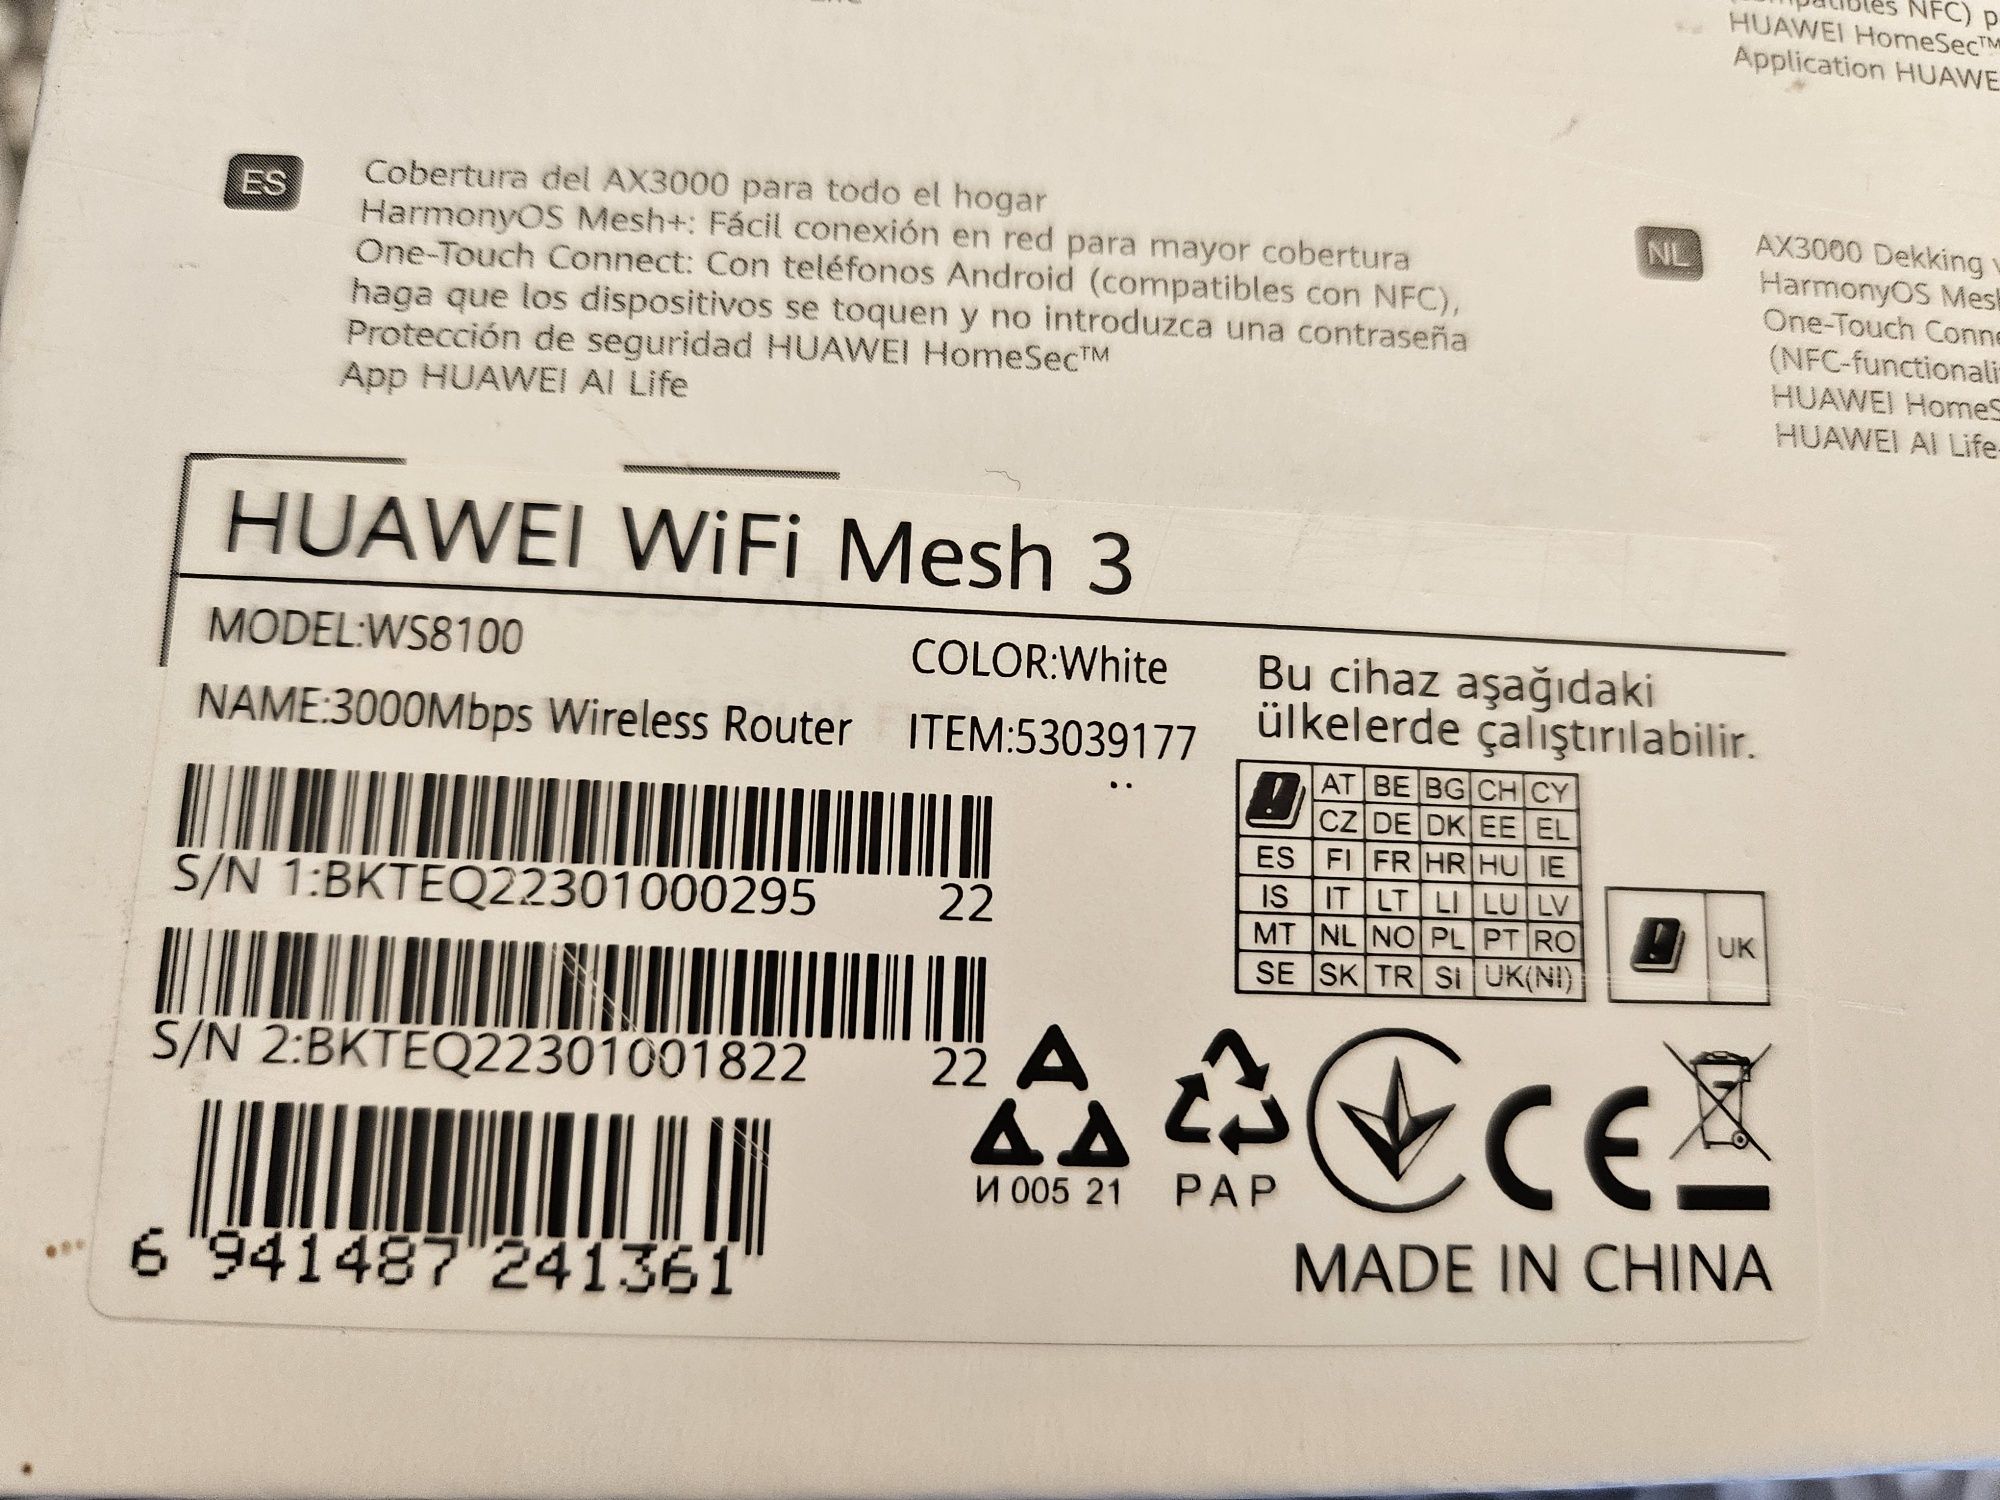 HUAWEI HomeSec™
Application HUAWE
ES
Cobertura del AX3000 para todo el hogar
HarmonyOS Mesh+: Fácil conexión en red para mayor cobertura
One-Touch Connect: Con teléfonos Android (compatibles con NFC),
haga que los dispositivos se toquen y no introduzca una contraseña
Protección de seguridad HUAWEI HomeSec™
App HUAWEI AI Life
NL
AX3000 Dekking
HarmonyOS Mesh
One-Touch Conne
(NFC-functionali
HUAWEI HomeS
HUAWEI AI Life-
HUAWEI WiFi Mesh 3
MODEL:WS8100
COLOR:White
NAME:3000Mbps Wireless Router
ITEM:53039177
Bu cihaz aşağıdaki
ülkelerde çalıştırılabilir.
S/N 1:BKTEQ22301000295 22
S/N 2:BKTEQ22301001822 22
6 941487 241361
AT BE BG CH CY
CZ DE DK EE EL
ES FI FR HR HU IE
IS IT LT LI LU LV
MT NL NO PL PT RO
SE SK TR SI UK(NI)
UK
И 005 21
PAP
CE
MADE IN CHINA